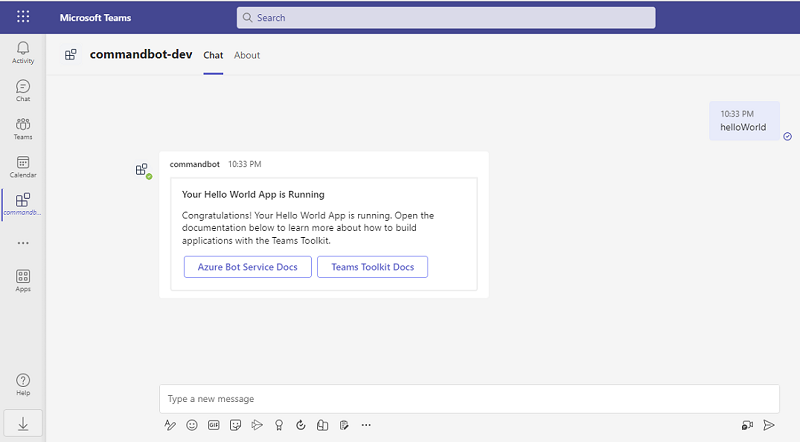 Microsoft Teams
Search
Activity
Chat
Teams
Calendar
commandb...
Apps
Help
commandbot-dev Chat About
10:33 PM
helloWorld
commandbot 10:33 PM
Your Hello World App is Running
Congratulations! Your Hello World App is running. Open the
documentation below to learn more about how to build
applications with the Teams Toolkit.
Azure Bot Service Docs Teams Toolkit Docs
Type a new message
GIF